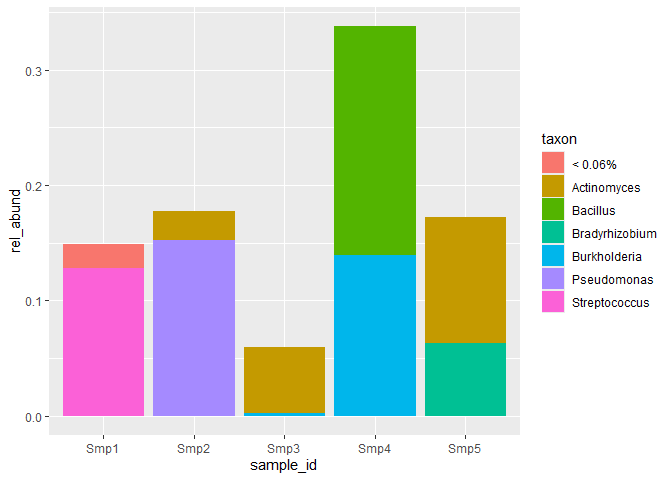 rel_abund
0.3
0.2
0.1
0.0
Smp1 Smp2 Smp3 Smp4 Smp5
sample_id
taxon
< 0.06%
Actinomyces
Bacillus
Bradyrhizobium
Burkholderia
Pseudomonas
Streptococcus